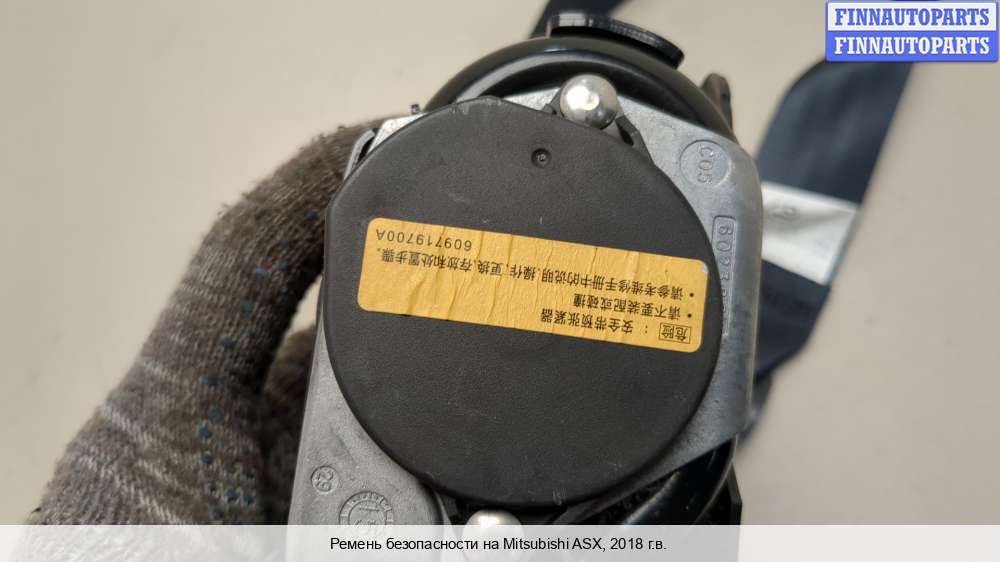 FINNAUTOPARTS
FINNAUTOPARTS
C05
危险 : 安全带预张紧器
• 请不要装配或碰撞
• 请参考维修手册中的说明.操作,更换.存放和处置步骤.
609719700A
29
Ремень безопасности на Mitsubishi ASX, 2018 г.в.